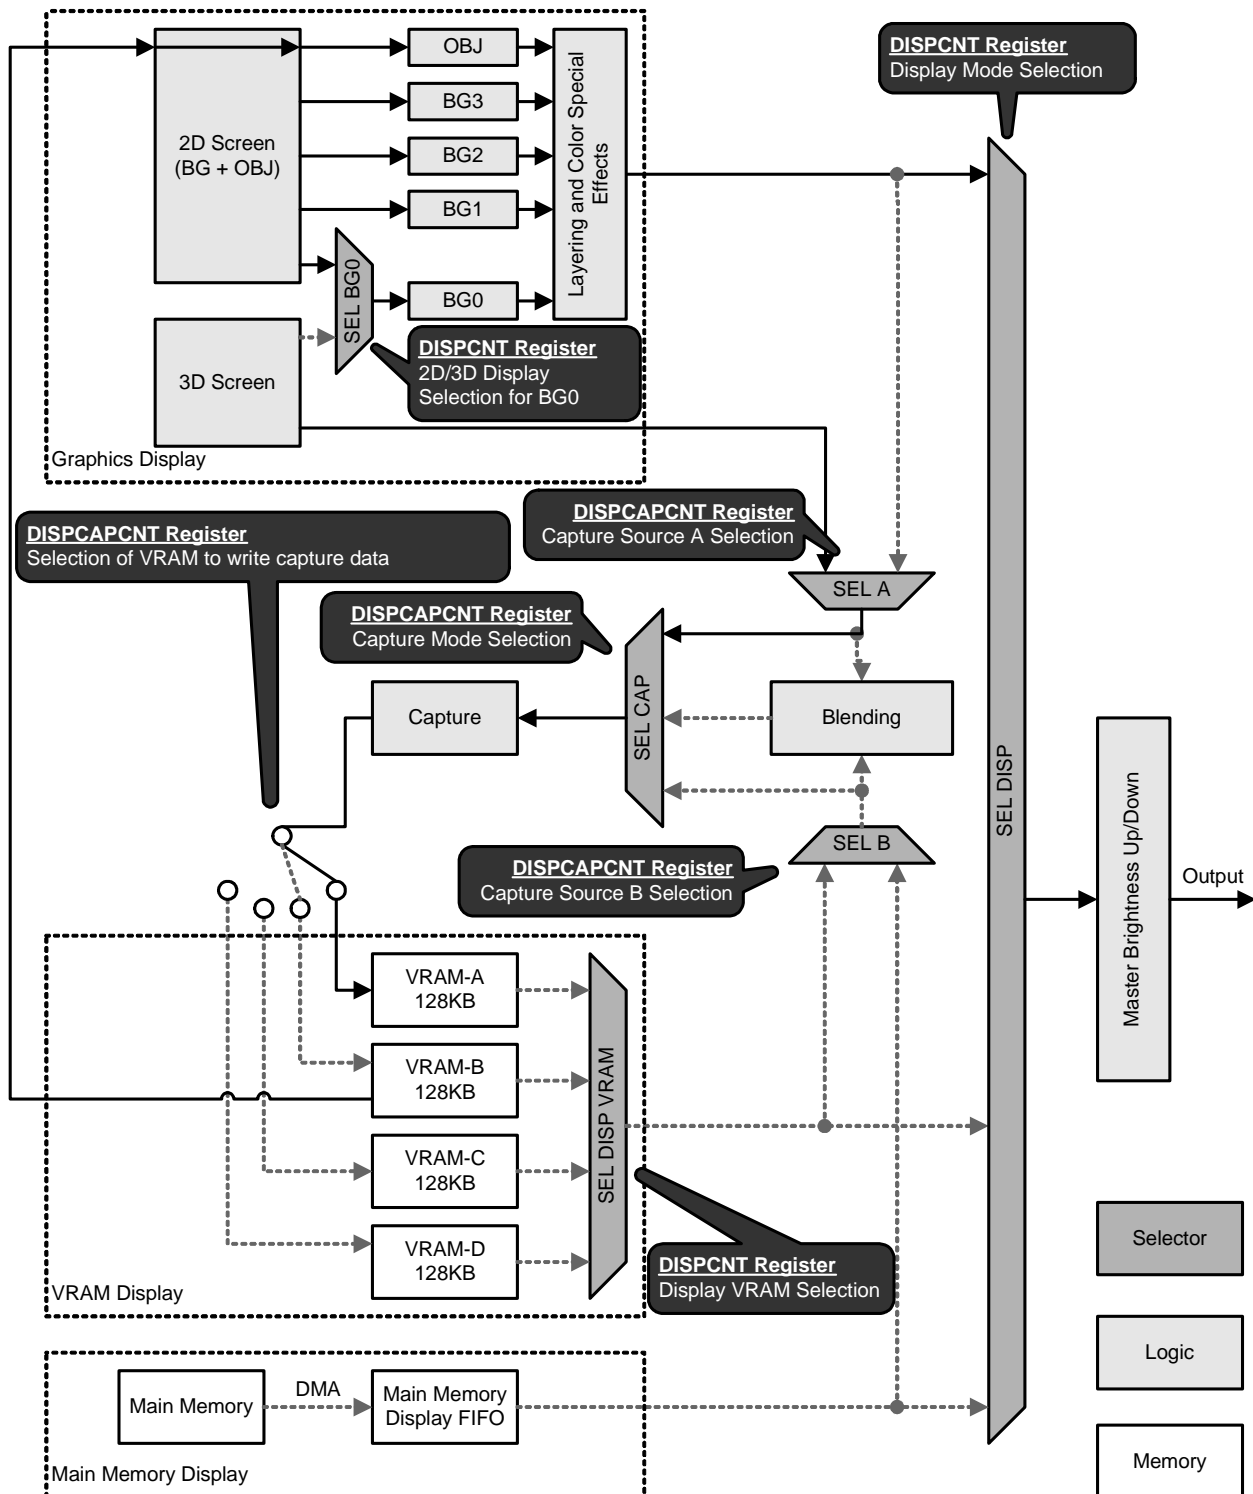 OBJ
BG3
BG2
BG1
BG0
2D Screen
(BG + OBJ)
SEL BG0
3D Screen
Layering and Color Special
Effects
DISPCNT Register
Display Mode Selection
DISPCNT Register
2D/3D Display
Selection for BG0
Graphics Display
DISPCAPCNT Register
Capture Source A Selection
DISPCAPCNT Register
Selection of VRAM to write capture data
SEL A
DISPCAPCNT Register
Capture Mode Selection
Capture
SEL CAP
Blending
SEL DISP
SEL B
DISPCAPCNT Register
Capture Source B Selection
Master Brightness Up/Down
Output
VRAM-A
128KB
VRAM-B
128KB
VRAM-C
128KB
VRAM-D
128KB
SEL DISP VRAM
DISPCNT Register
Display VRAM Selection
VRAM Display
Selector
Logic
Memory
Main Memory
DMA
Main Memory
Display FIFO
Main Memory Display